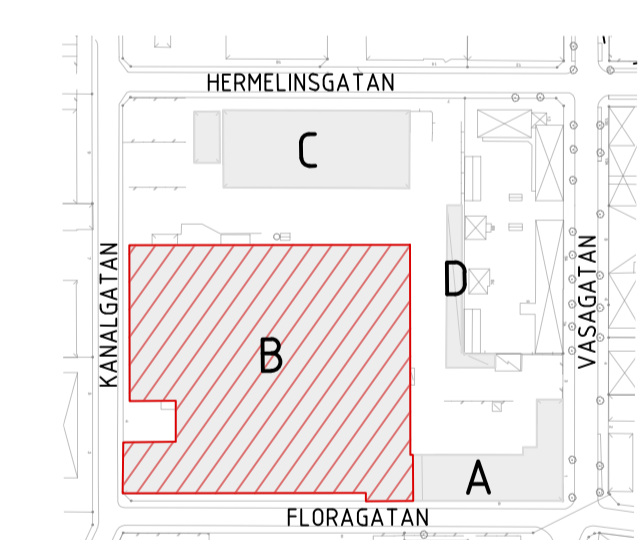 HERMELINSGATAN
C
KANALGATAN
D
VASAGATAN
B
A
FLORAGATAN